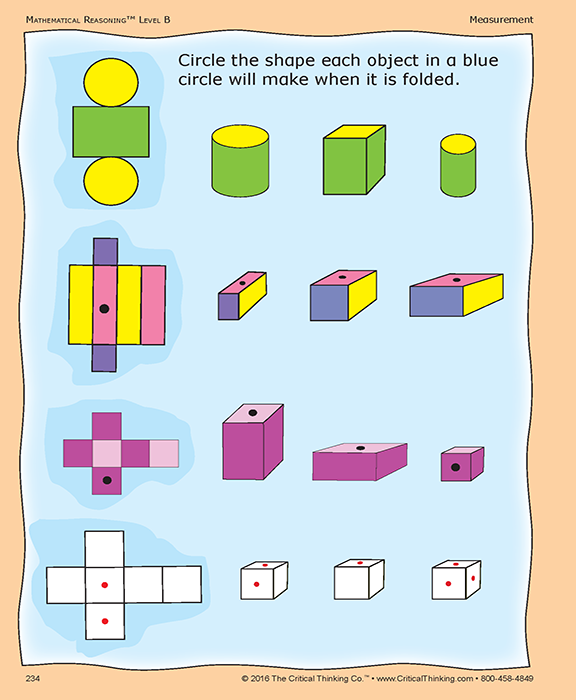 Mathematical Reasoning™ Level B
Measurement
Circle the shape each object in a blue
circle will make when it is folded.
234
© 2016 The Critical Thinking Co.™ • www.CriticalThinking.com • 800-458-4849